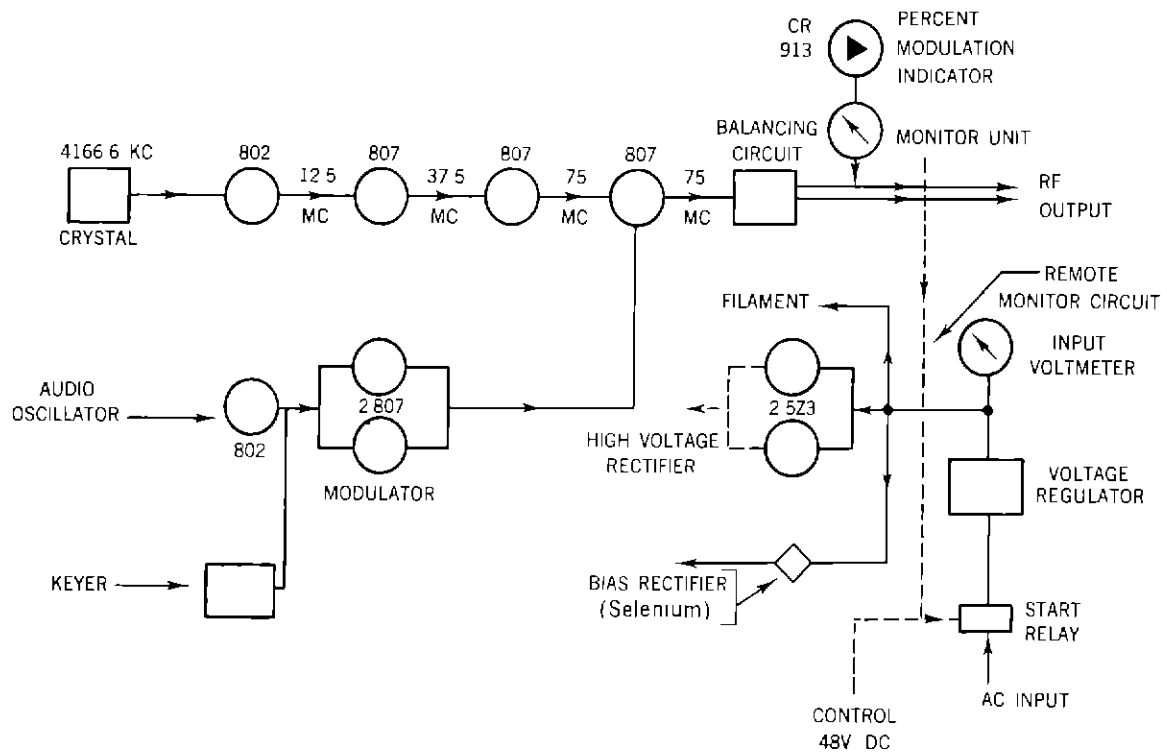 CR
913
PERCENT
MODULATION
INDICATOR
BALANCING
CIRCUIT
MONITOR UNIT
4166 6 KC
802
12 5
MC
807
37 5
MC
807
75
MC
807
75
MC
RF
OUTPUT
CRYSTAL
REMOTE
MONITOR CIRCUIT
FILAMENT
INPUT
VOLTMETER
AUDIO
OSCILLATOR
802
2 807
MODULATOR
2 5Z3
HIGH VOLTAGE
RECTIFIER
VOLTAGE
REGULATOR
KEYER
BIAS RECTIFIER
(Selenium)
START
RELAY
AC INPUT
CONTROL
48V DC